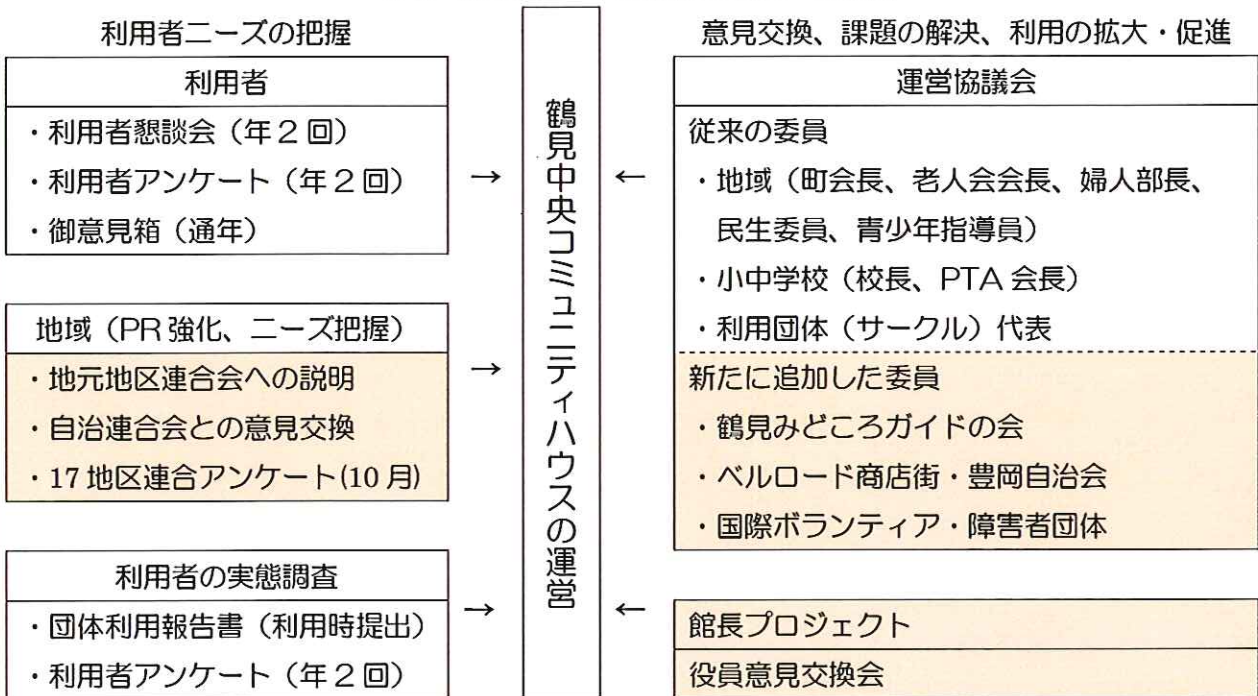 利用者ニーズの把握
利用者
・利用者懇談会（年２回）
・利用者アンケート（年２回）
・御意見箱（通年）
→
地域（PR強化、ニーズ把握）
・地元地区連合会への説明
・自治連合会との意見交換
・17地区連合アンケート(10月)
→
利用者の実態調査
・団体利用報告書（利用時提出）
・利用者アンケート（年２回）
→
鶴見中央コミュニティハウスの運営
意見交換、課題の解決、利用の拡大・促進
運営協議会
従来の委員
・地域（町会長、老人会会長、婦人部長、
民生委員、青少年指導員）
・小中学校（校長、PTA会長）
・利用団体（サークル）代表
←
新たに追加した委員
・鶴見みどころガイドの会
・ベルロード商店街・豊岡自治会
・国際ボランティア・障害者団体
←
館長プロジェクト
役員意見交換会